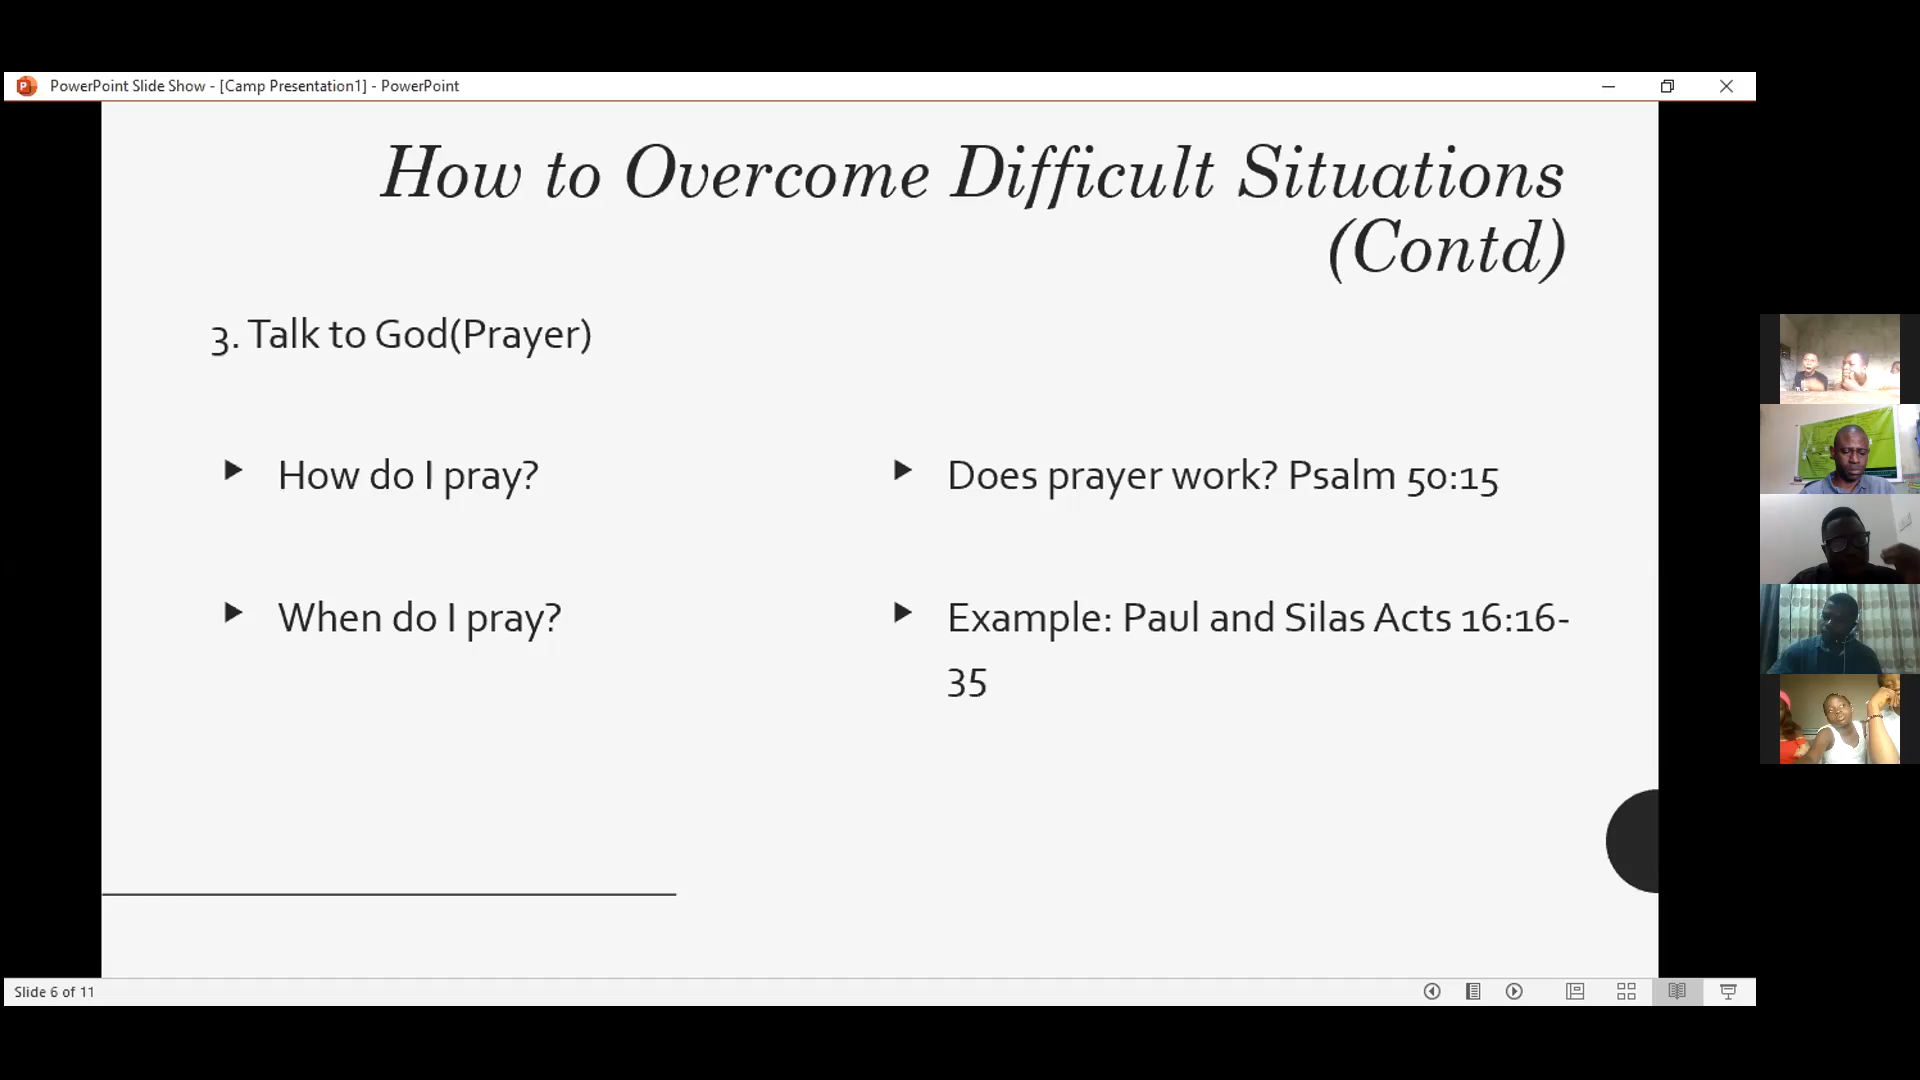 PowerPoint Slide Show - [Camp Presentation1] - PowerPoint
How to Overcome Difficult Situations
(Contd)
3. Talk to God(Prayer)
How do I pray?
When do I pray?
Does prayer work? Psalm 50:15
Example: Paul and Silas Acts 16:16-
35
Slide 6 of 11